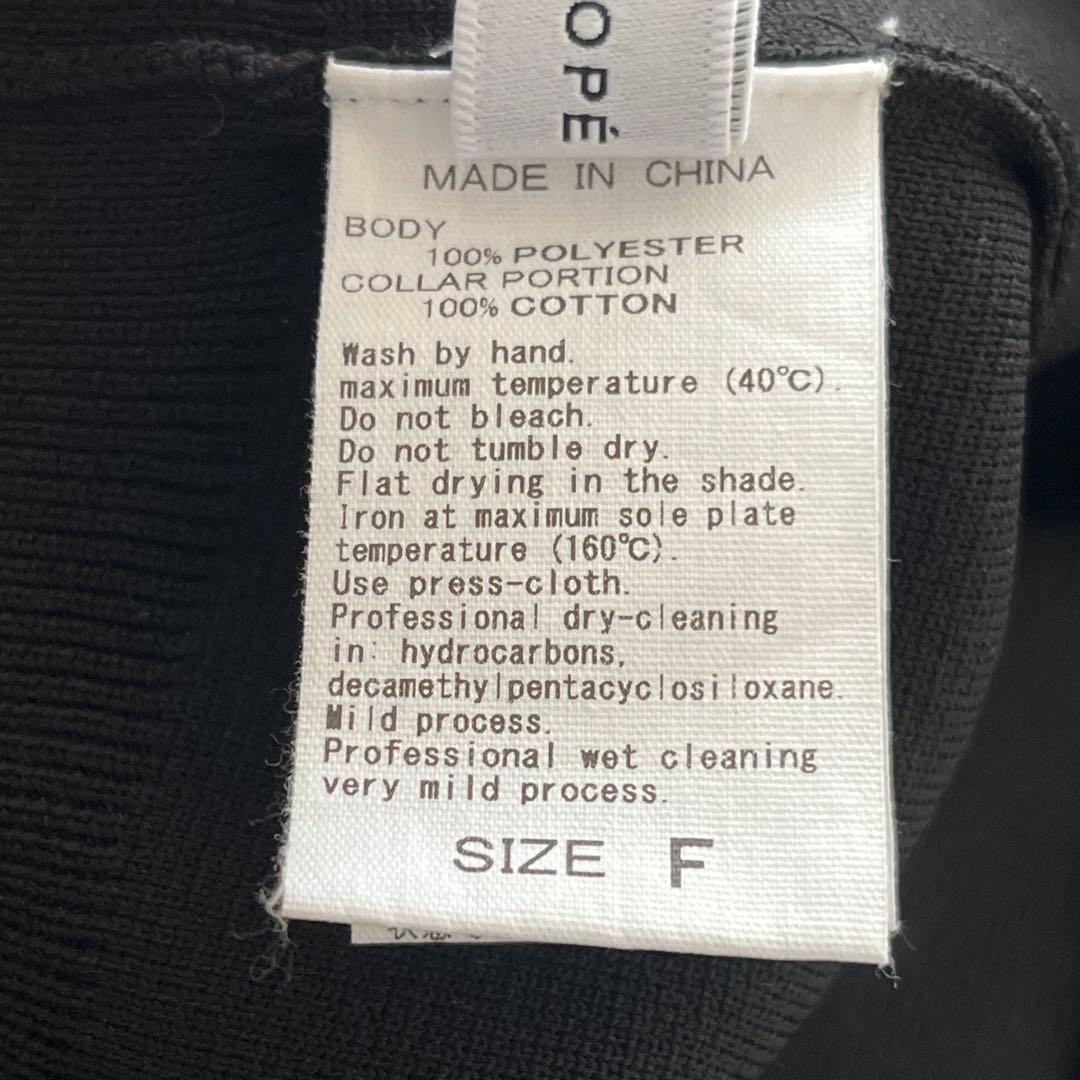 OPÉ
MADE IN CHINA
BODY
100% POLYESTER
COLLAR PORTION
100% COTTON
Wash by hand.
maximum temperature (40℃).
Do not bleach.
Do not tumble dry.
Flat drying in the shade.
Iron at maximum sole plate
temperature (160℃).
Use press-cloth.
Professional dry-cleaning
in: hydrocarbons,
decamethylpentacyclosiloxane.
Mild process.
Professional wet cleaning
very mild process.
SIZE F